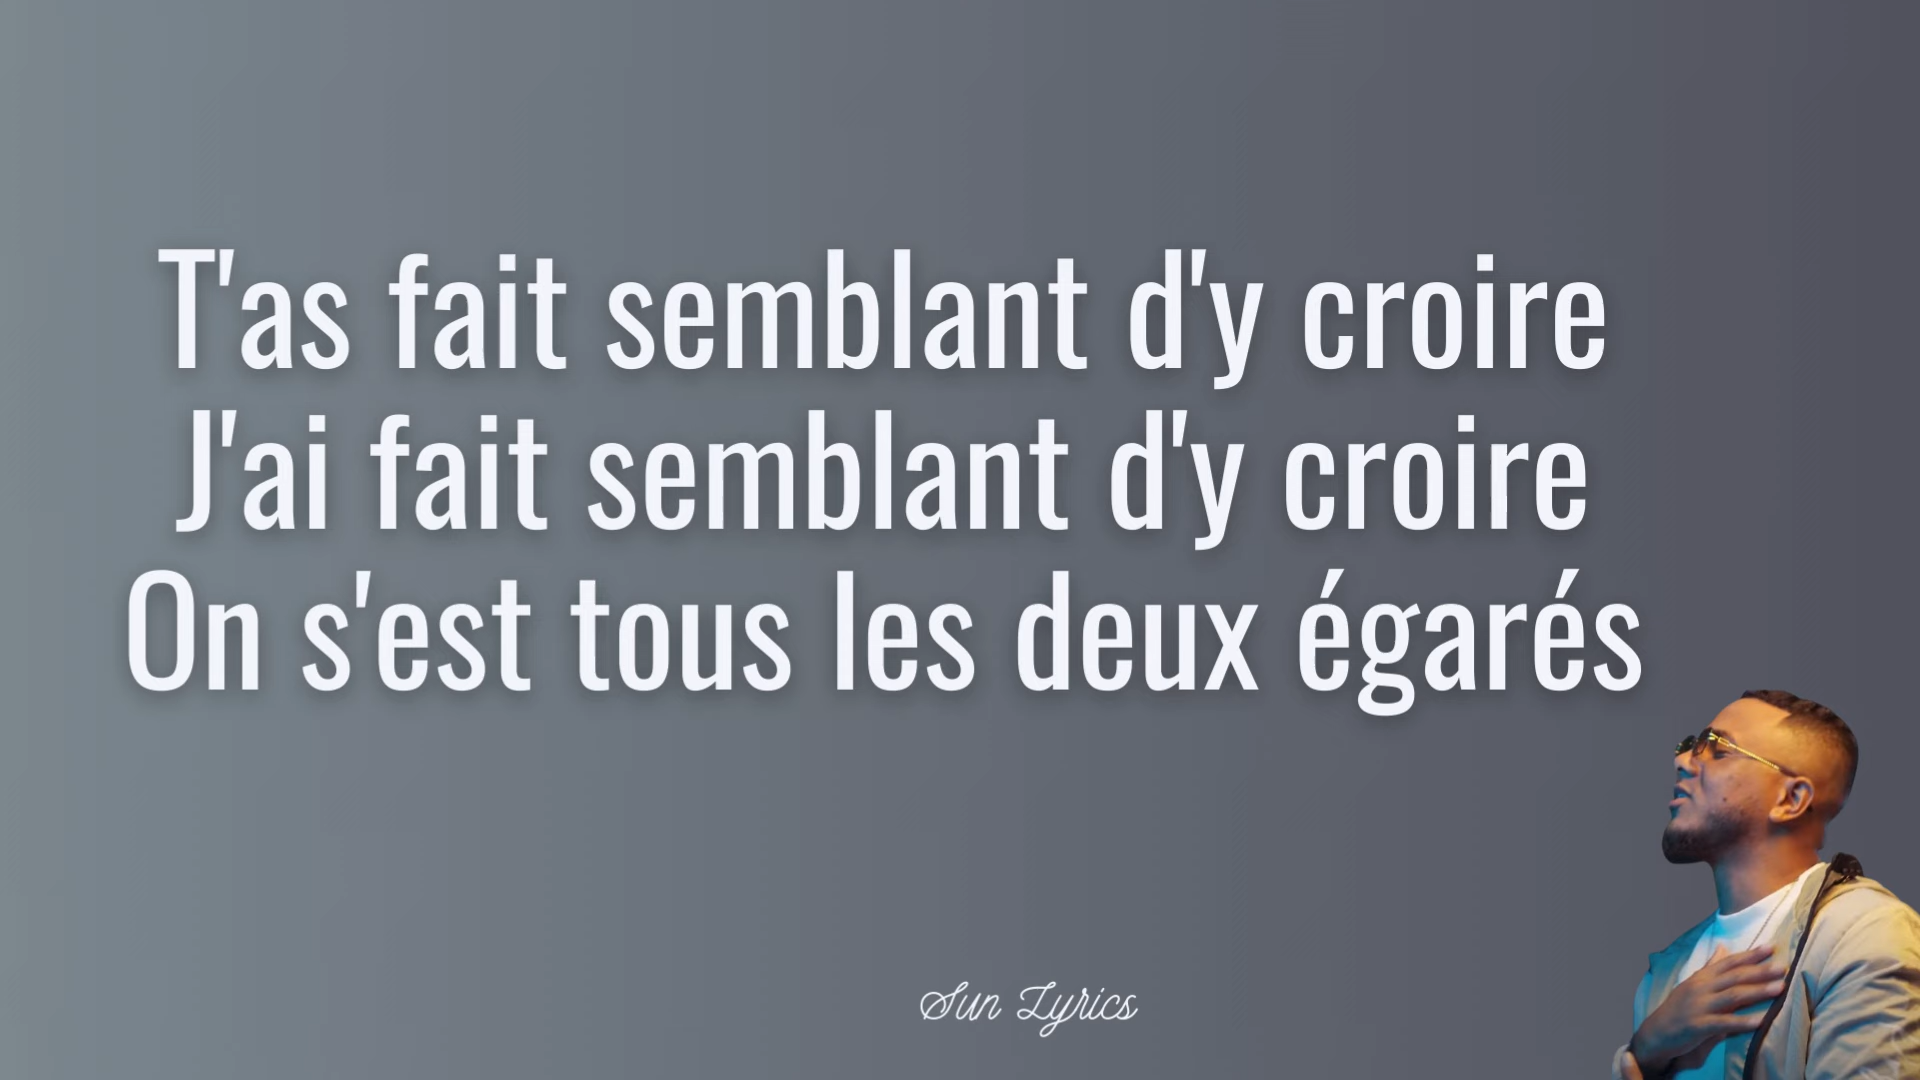 T'as fait semblant d'y croire
J'ai fait semblant d'y croire
On s'est tous les deux égarés
Sun Lyrics